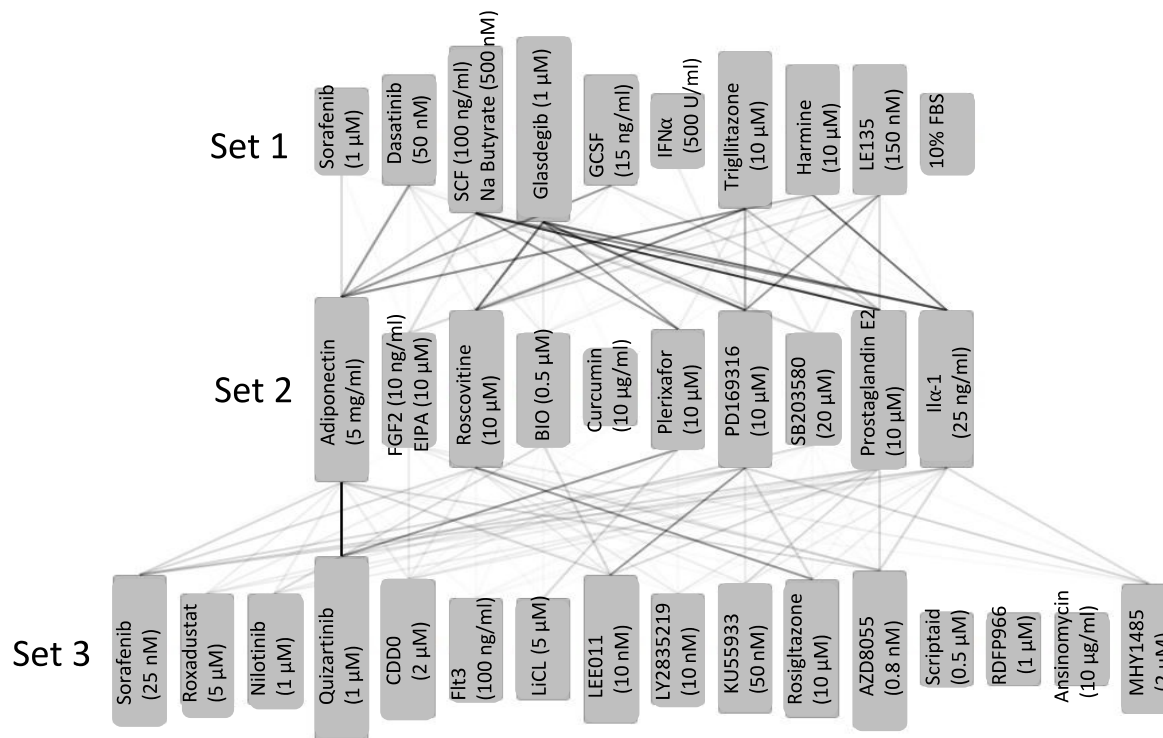 Set 1
Sorafenib
(1 µM)
Dasatinib
(50 nM)
SCF (100 ng/ml)
Na Butyrate (500 nM)
Glasdegib (1 µM)
GCSF
(15 ng/ml)
IFNα
(500 U/ml)
Trigllitazone
(10 µM)
Harmine
(10 µM)
LE135
(150 nM)
10% FBS
Set 2
Adiponectin
(5 mg/ml)
FGF2 (10 ng/ml)
EIPA (10 µM)
Roscovitine
(10 µM)
BIO (0.5 µM)
Curcumin
(10 µg/ml)
Plerixafor
(10 µM)
PD169316
(10 µM)
SB203580
(20 µM)
Prostaglandin E2
(10 µM)
Ilα-1
(25 ng/ml)
Set 3
Sorafenib
(25 nM)
Roxadustat
(5 µM)
Nilotinib
(1 µM)
Quizartinib
(1 µM)
CDD0
(2 µM)
Flt3
(100 ng/ml)
LiCL (5 µM)
LEE011
(10 nM)
LY2835219
(10 nM)
KU55933
(50 nM)
Rosigltazone
(10 µM)
AZD8055
(0.8 nM)
Scriptaid
(0.5 µM)
RDFP966
(1 µM)
Ansinomycin
(10 µg/ml)
MHY1485
(2 µM)